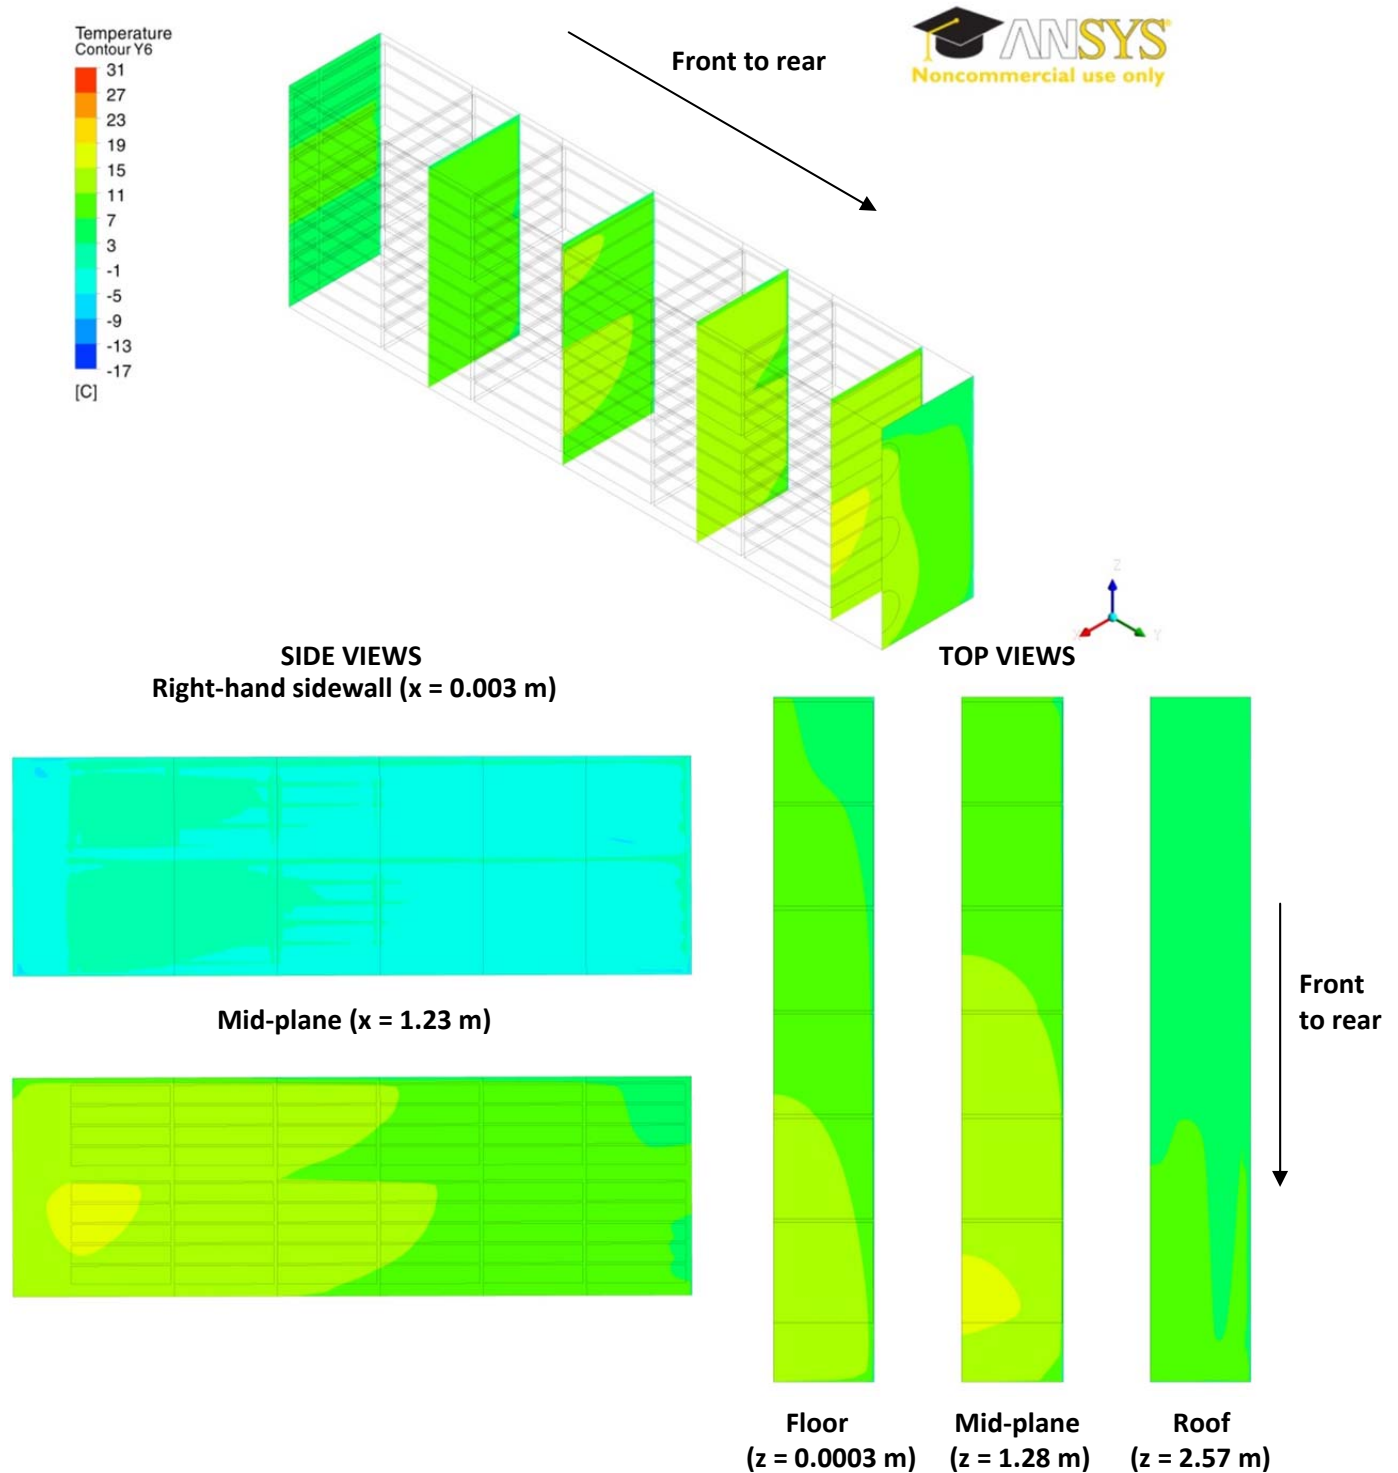 Temperature
Contour Y6
31
27
23
19
15
11
7
3
-1
-5
-9
-13
-17
[C]
Front to rear
ANSYS
Noncommercial use only
Z
X
Y
SIDE VIEWS
Right-hand sidewall (x = 0.003 m)
TOP VIEWS
Mid-plane (x = 1.23 m)
Front
to rear
Floor
(z = 0.0003 m)
Mid-plane
(z = 1.28 m)
Roof
(z = 2.57 m)